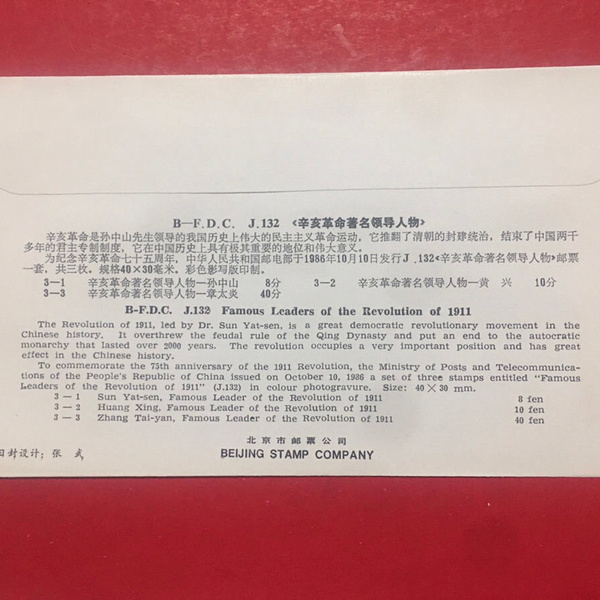 B—F.D.C. J.132 《辛亥革命著名领导人物》
辛亥革命是孙中山先生领导的我国历史上伟大的民主主义革命运动。它推翻了清朝的封建统治，结束了中国两千
多年的君主专制制度，它在中国历史上具有极其重要的地位和伟大意义。
为纪念辛亥革命七十五周年，中华人民共和国邮电部于1986年10月10日发行J.132《辛亥革命著名领导人物》邮票
一套，共三枚。规格40×30毫米。彩色影写版印制。
3—1 辛亥革命著名领导人物—孙中山 8分 3—2 辛亥革命著名领导人物—黄 兴 10分
3—3 辛亥革命著名领导人物—章太炎 40分
B-F.D.C. J.132 Famous Leaders of the Revolution of 1911
The Revolution of 1911, led by Dr. Sun Yat-sen, is a great democratic revolutionary movement in the
Chinese history. It overthrew the feudal rule of the Qing Dynasty and put an end to the autocratic
monarchy that lasted over 2000 years. The revolution occupies a very important position and has great
effect in the Chinese history.
To commemorate the 75th anniversary of the 1911 Revolution, the Ministry of Posts and Telecommunica-
tions of the People's Republic of China issued on October 10, 1986 a set of three stamps entitled "Famous
Leaders of the Revolution of 1911" (J.132) in colour photogravure. Size: 40×30 mm.
3 — 1 Sun Yat-sen, Famous Leader of the Revolution of 1911 8 fen
3 — 2 Huang Xing, Famous Leader of the Revolution of 1911 10 fen
3 — 3 Zhang Tai-yan, Famous Leader of the Revolution of 1911 40 fen
北京市邮票公司
封设计：张 武
BEIJING STAMP COMPANY